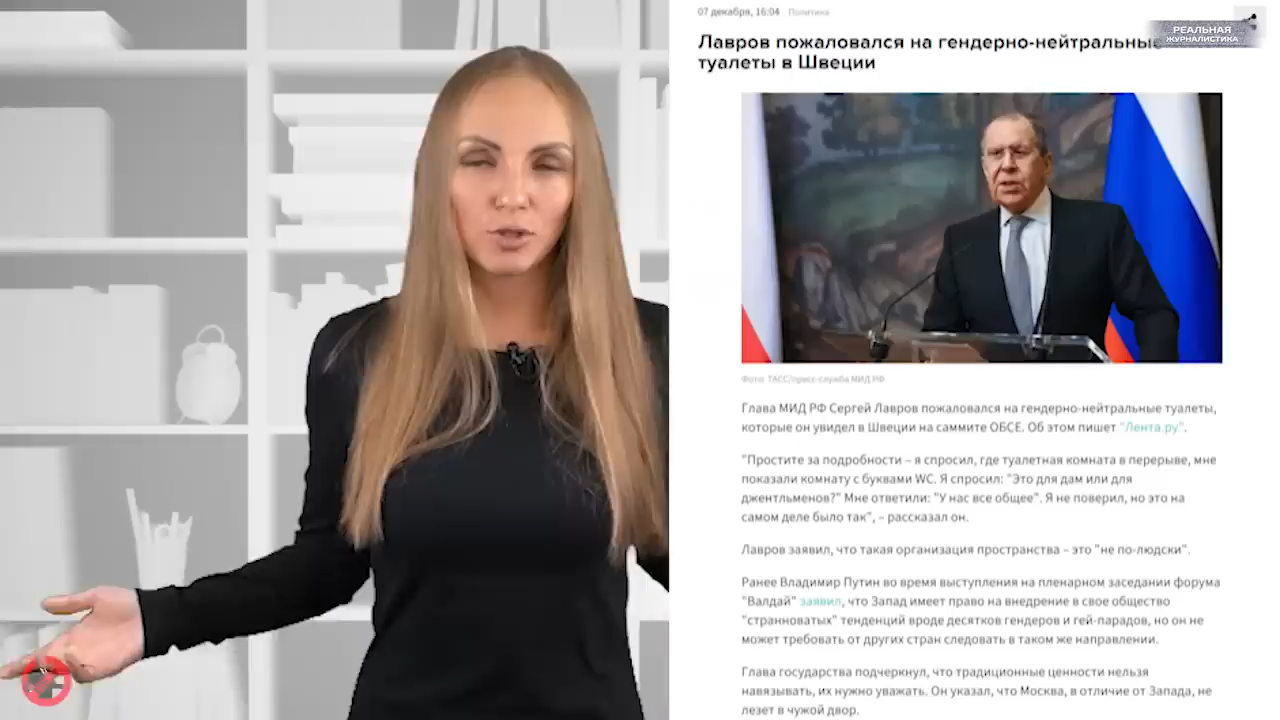 07 декабря, 16:04 Политика
РЕАЛЬНАЯ
ЖУРНАЛИСТИКА
Лавров пожаловался на гендерно-нейтральные
туалеты в Швеции
Фото: ТАСС/пресс-служба МИД РФ
Глава МИД РФ Сергей Лавров пожаловался на гендерно-нейтральные туалеты,
которые он увидел в Швеции на саммите ОБСЕ. Об этом пишет "Лента.ру".
"Простите за подробности – я спросил, где туалетная комната в перерыве, мне
показали комнату с буквами WC. Я спросил: "Это для дам или для
джентльменов?" Мне ответили: "У нас все общее". Я не поверил, но это на
самом деле было так", – рассказал он.
Лавров заявил, что такая организация пространства – это "не по-людски".
Ранее Владимир Путин во время выступления на пленарном заседании форума
"Валдай" заявил, что Запад имеет право на внедрение в свое общество
"странноватых" тенденций вроде десятков гендеров и гей-парадов, но он не
может требовать от других стран следовать в таком же направлении.
Глава государства подчеркнул, что традиционные ценности нельзя
навязывать, их нужно уважать. Он указал, что Москва, в отличие от Запада, не
лезет в чужой двор.